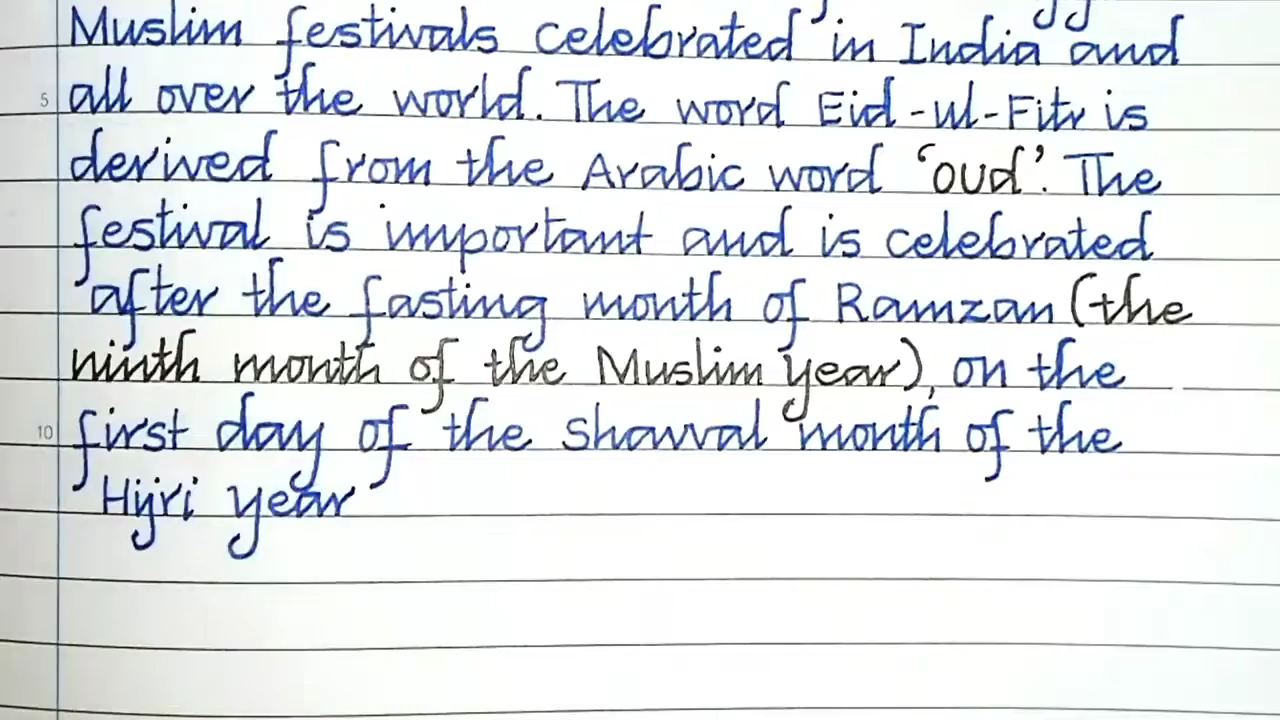 Muslim festivals celebrated in India and
5 all over the world. The word Eid-ul-Fitr is
derived from the Arabic word 'oud'. The
festival is important and is celebrated
after the fasting month of Ramzan (the
ninth month of the Muslim year), on the
10 first day of the shawal month of the
Hijri year